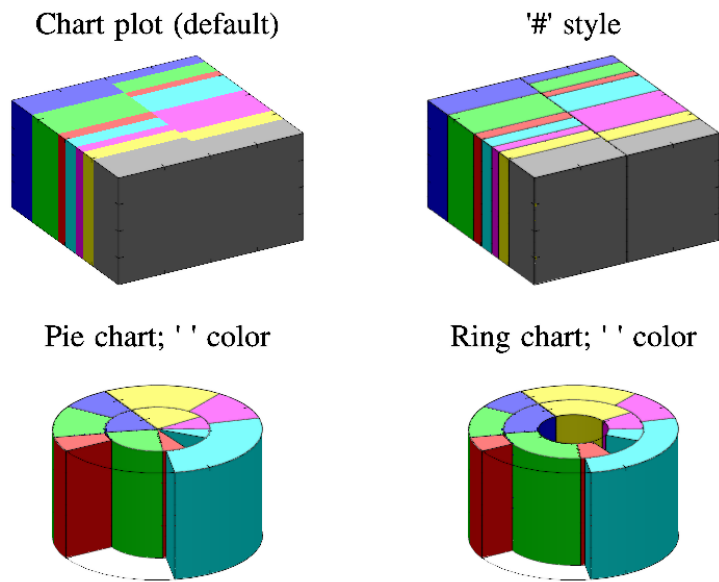 Chart plot (default)
'#' style
Pie chart; ' ' color
Ring chart; ' ' color